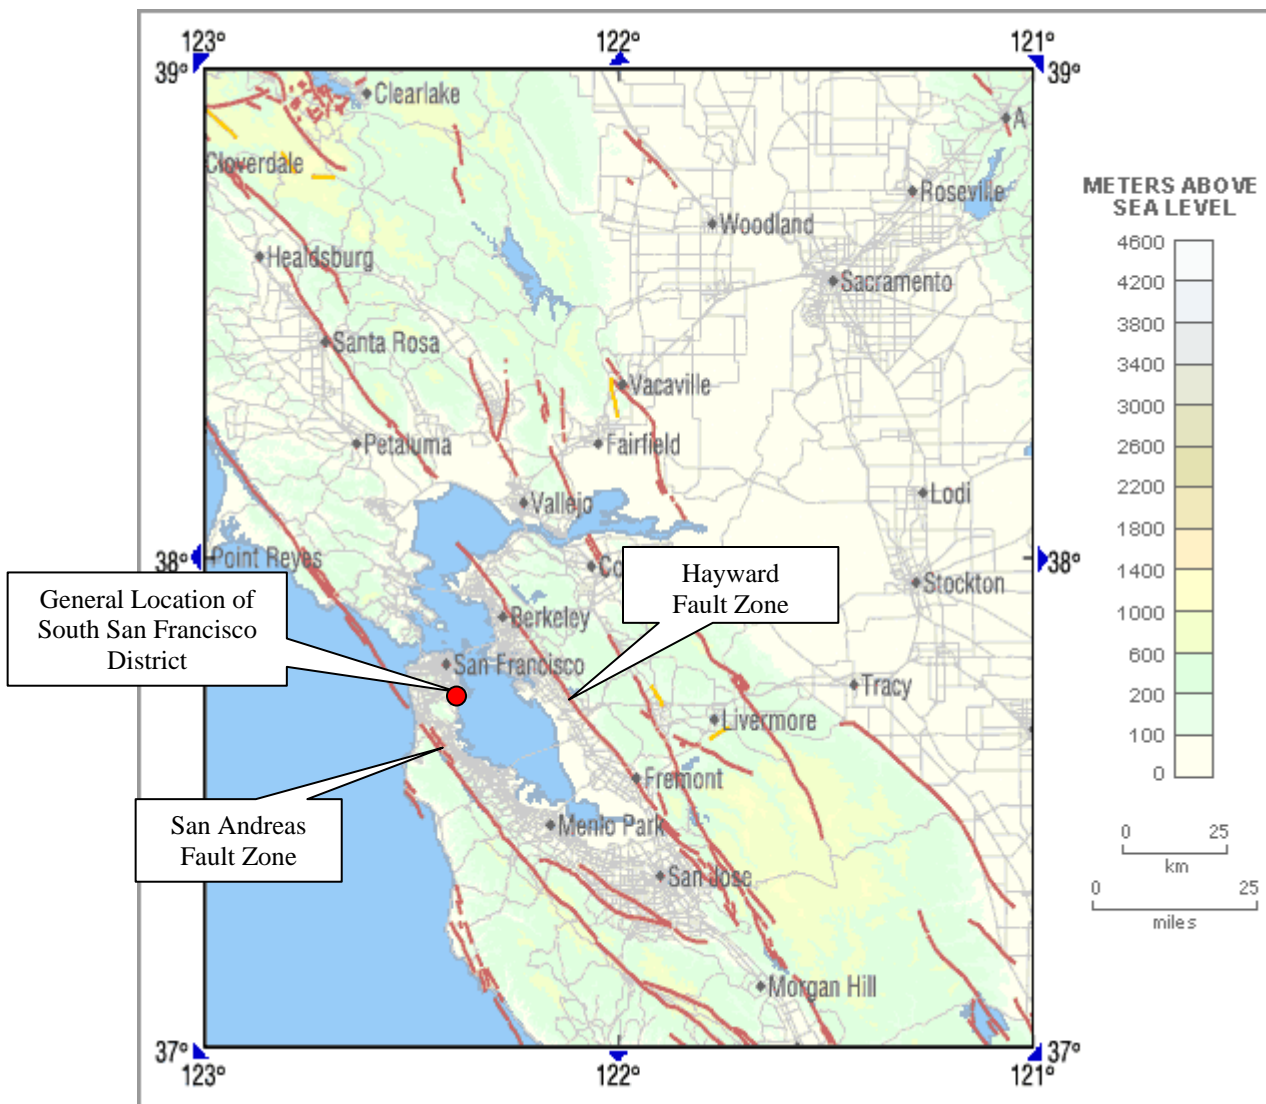 123°
122°
121°
39°
39°
Clearlake
A
Cloverdale
Roseville
METERS ABOVE
SEA LEVEL
Woodland
4600
Healdsburg
Sacramento
4200
3800
Santa Rosa
3400
Vacaville
3000
Petaluma
Fairfield
2600
2200
Lodi
Vallejo
1800
38°
Point Reyes
38°
1400
Co
Hayward
Fault Zone
Stockton
General Location of
South San Francisco
District
1000
Berkeley
600
San Francisco
Tracy
200
Livermore
100
0
Fremont
San Andreas
Fault Zone
Menlo Park
0 25
km
San Jose
0 25
miles
Morgan Hill
37°
37°
123°
122°
121°